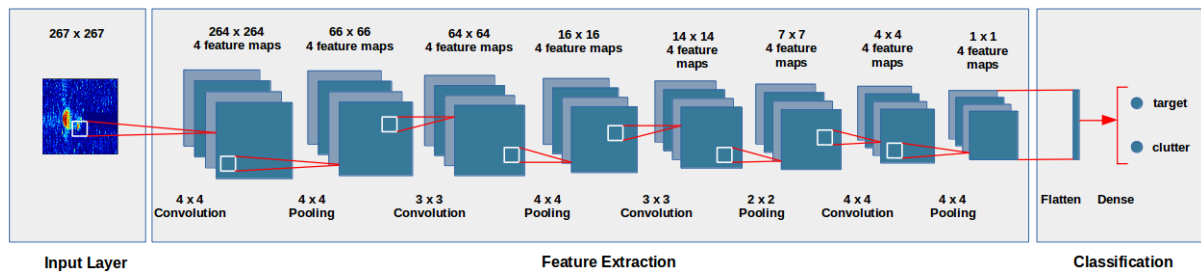 267 x 267
264 x 264
4 feature maps
66 x 66
4 feature maps
64 x 64
4 feature maps
16 x 16
4 feature maps
14 x 14
4 feature
maps
7 x 7
4 feature
maps
4 x 4
4 feature
maps
1 x 1
4 feature
maps
target
clutter
4 x 4
Convolution
4 x 4
Pooling
3 x 3
Convolution
4 x 4
Pooling
3 x 3
Convolution
2 x 2
Pooling
4 x 4
Convolution
4 x 4
Pooling
Flatten
Dense
Input Layer
Feature Extraction
Classification